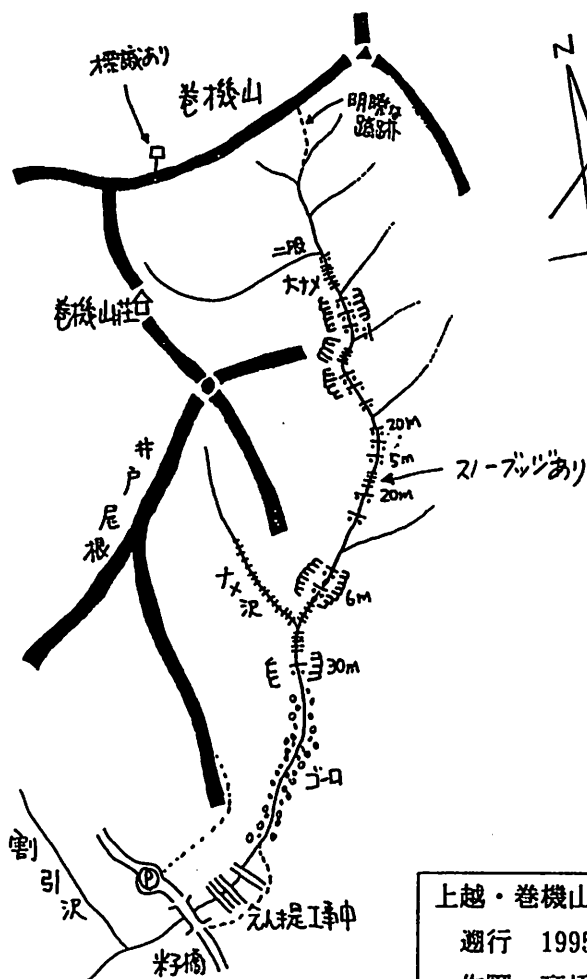 標識あり
巻機山
明瞭な
踏跡
N
二股
大ナメ
巻機山荘
20m
5m
20m
スノーブッジあり
井戸尾根
ナメ沢
6m
30m
ゴーロ
割引沢
P
えん堤工事中
米子橋
上越・巻機山
遡行 1995